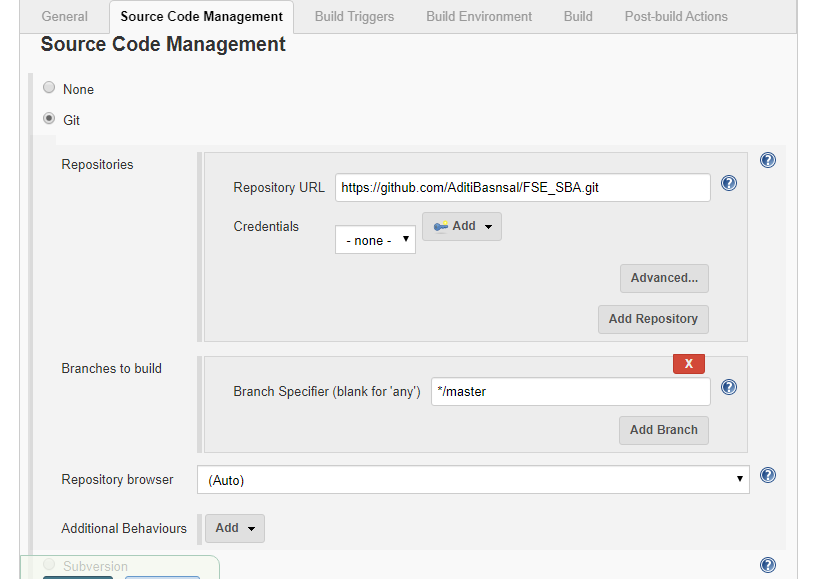 General Source Code Management Build Triggers Build Environment Build Post-build Actions
Source Code Management
None
Git
Repositories
Repository URL https://github.com/AditiBasnsal/FSE_SBA.git
Credentials
- none - Add
Advanced...
Add Repository
Branches to build
X
Branch Specifier (blank for 'any') */master
Add Branch
Repository browser (Auto)
Additional Behaviours Add
Subversion